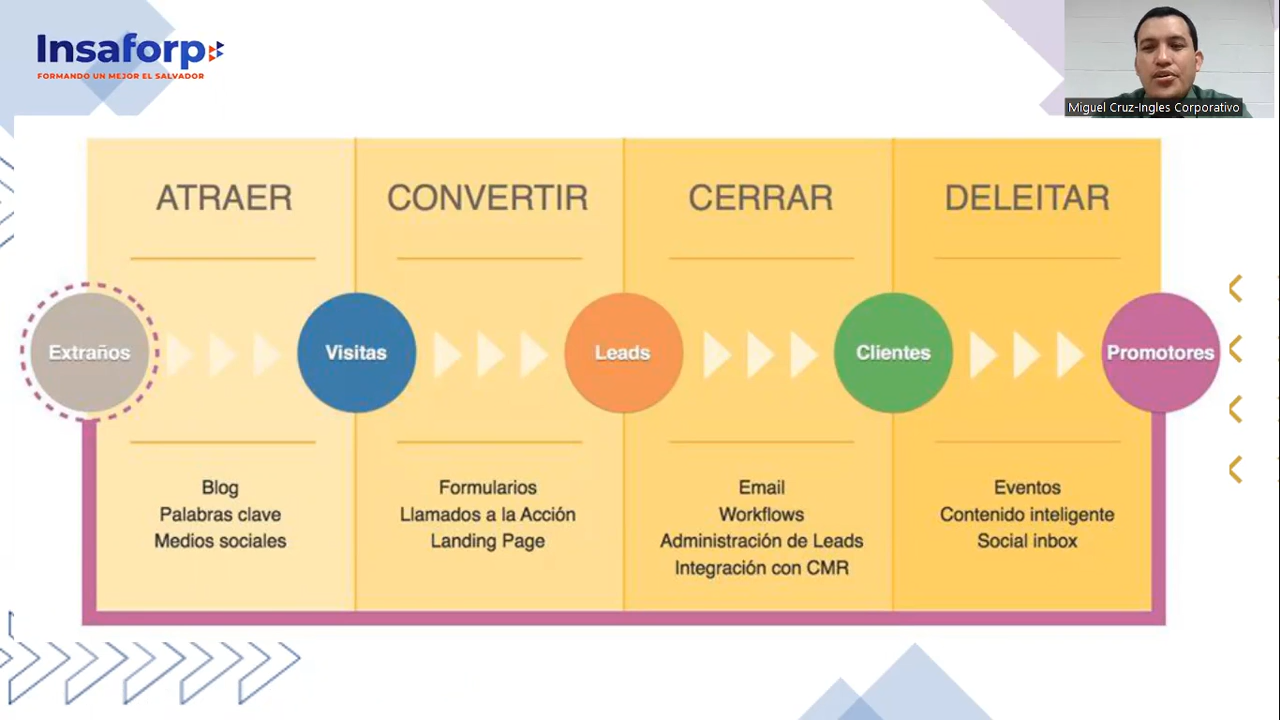 Insaforp
FORMANDO UN MEJOR EL SALVADOR
Miguel Cruz-Ingles Corporativo
ATRAER
CONVERTIR
CERRAR
DELEITAR
Extraños
Visitas
Leads
Clientes
Promotores
Blog
Palabras clave
Medios sociales
Formularios
Llamados a la Acción
Landing Page
Email
Workflows
Administración de Leads
Integración con CMR
Eventos
Contenido inteligente
Social inbox